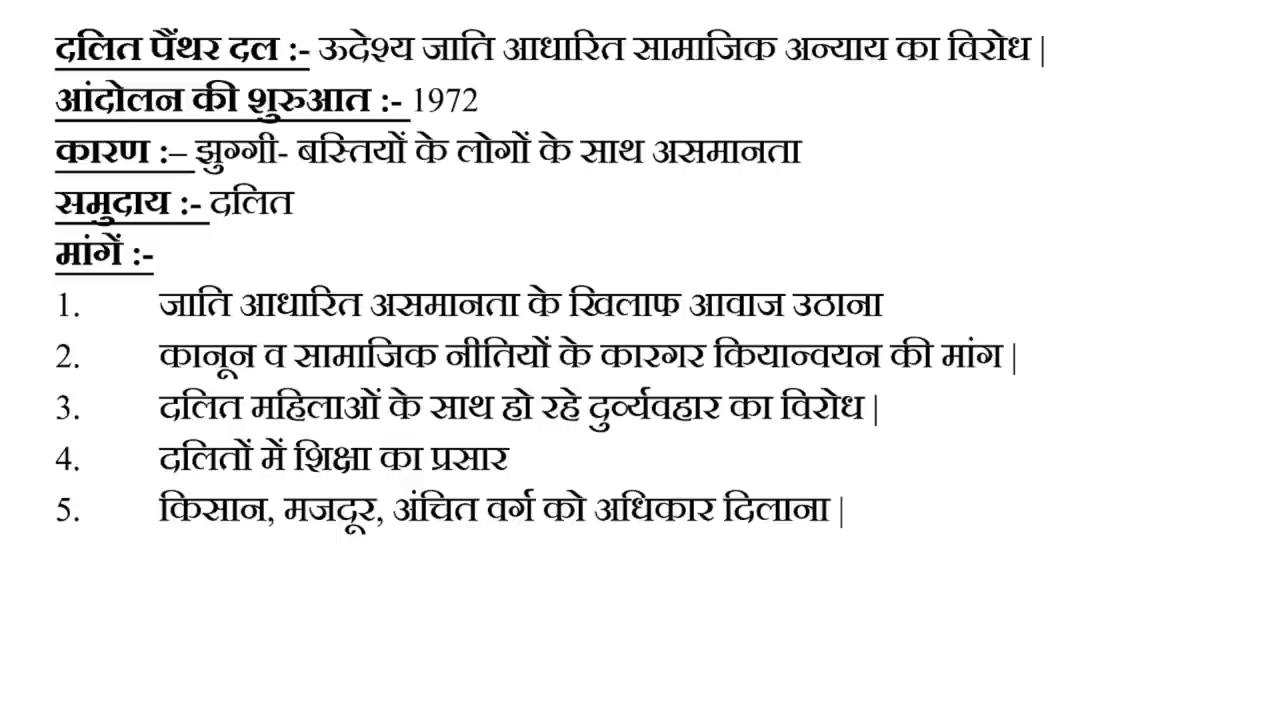 दलित पैंथर दल :- ऊदेश्य जाति आधारित सामाजिक अन्याय का विरोध |
आंदोलन की शुरुआत :- 1972
कारण :– झुग्गी- बस्तियों के लोगों के साथ असमानता
समुदाय :- दलित
मांगें :-
1. जाति आधारित असमानता के खिलाफ आवाज उठाना
2. कानून व सामाजिक नीतियों के कारगर कियान्वयन की मांग |
3. दलित महिलाओं के साथ हो रहे दुर्व्यवहार का विरोध |
4. दलितों में शिक्षा का प्रसार
5. किसान, मजदूर, अंचित वर्ग को अधिकार दिलाना |